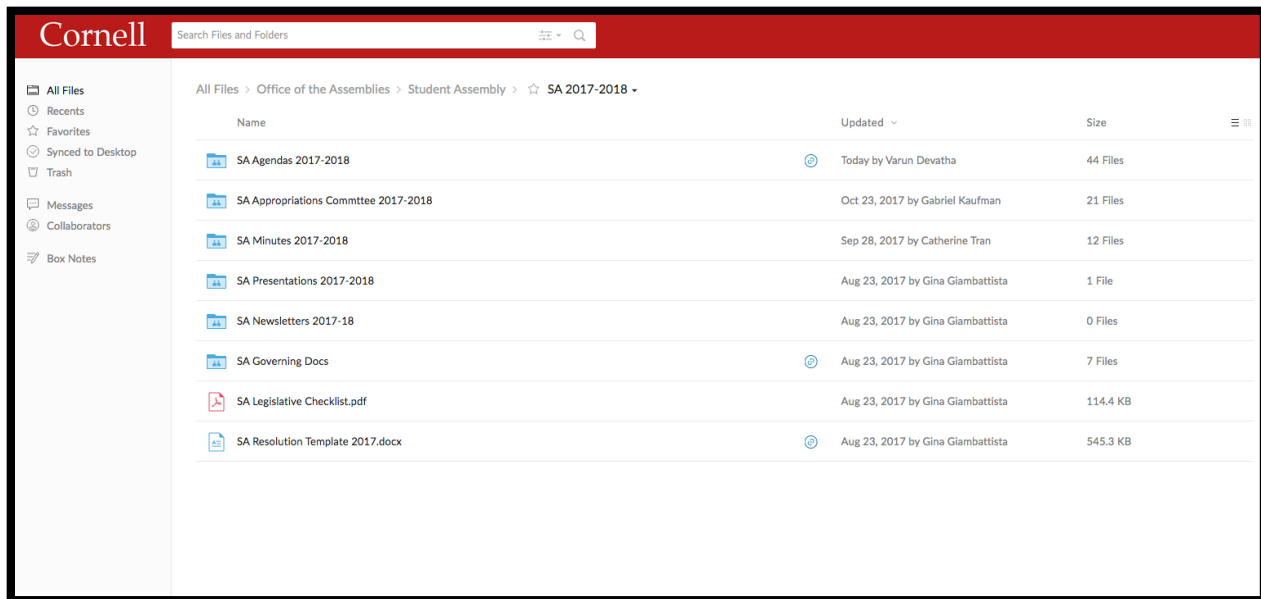 Cornell
Search Files and Folders
All Files
Recents
Favorites
Synced to Desktop
Trash
Messages
Collaborators
Box Notes
All Files > Office of the Assemblies > Student Assembly > SA 2017-2018
Name Updated Size
SA Agendas 2017-2018 Today by Varun Devatha 44 Files
SA Appropriations Commttee 2017-2018 Oct 23, 2017 by Gabriel Kaufman 21 Files
SA Minutes 2017-2018 Sep 28, 2017 by Catherine Tran 12 Files
SA Presentations 2017-2018 Aug 23, 2017 by Gina Giambattista 1 File
SA Newsletters 2017-18 Aug 23, 2017 by Gina Giambattista 0 Files
SA Governing Docs Aug 23, 2017 by Gina Giambattista 7 Files
SA Legislative Checklist.pdf Aug 23, 2017 by Gina Giambattista 114.4 KB
SA Resolution Template 2017.docx Aug 23, 2017 by Gina Giambattista 545.3 KB